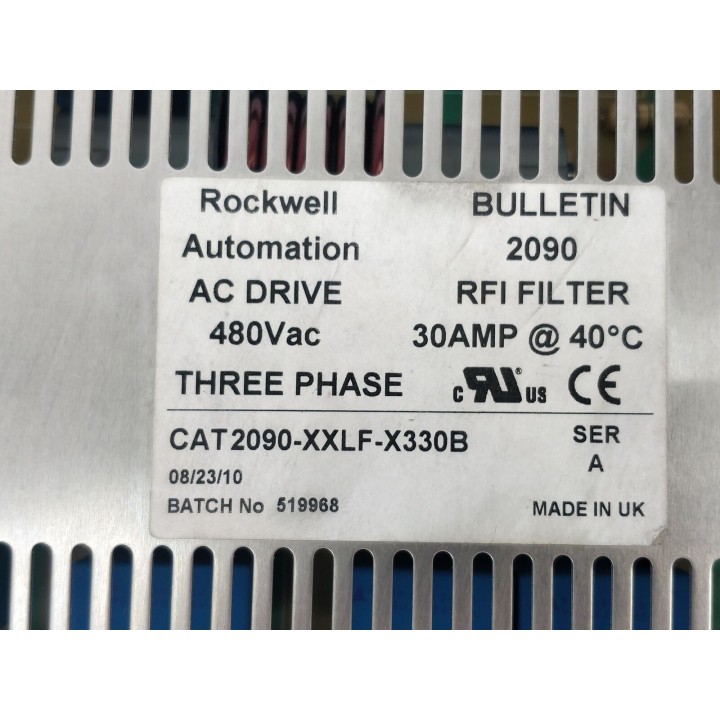 Rockwell BULLETIN
Automation 2090
AC DRIVE RFI FILTER
480Vac 30AMP @ 40°C
THREE PHASE c RU ® US CE
CAT2090-XXLF-X330B SER
A
08/23/10
BATCH No 519968 MADE IN UK